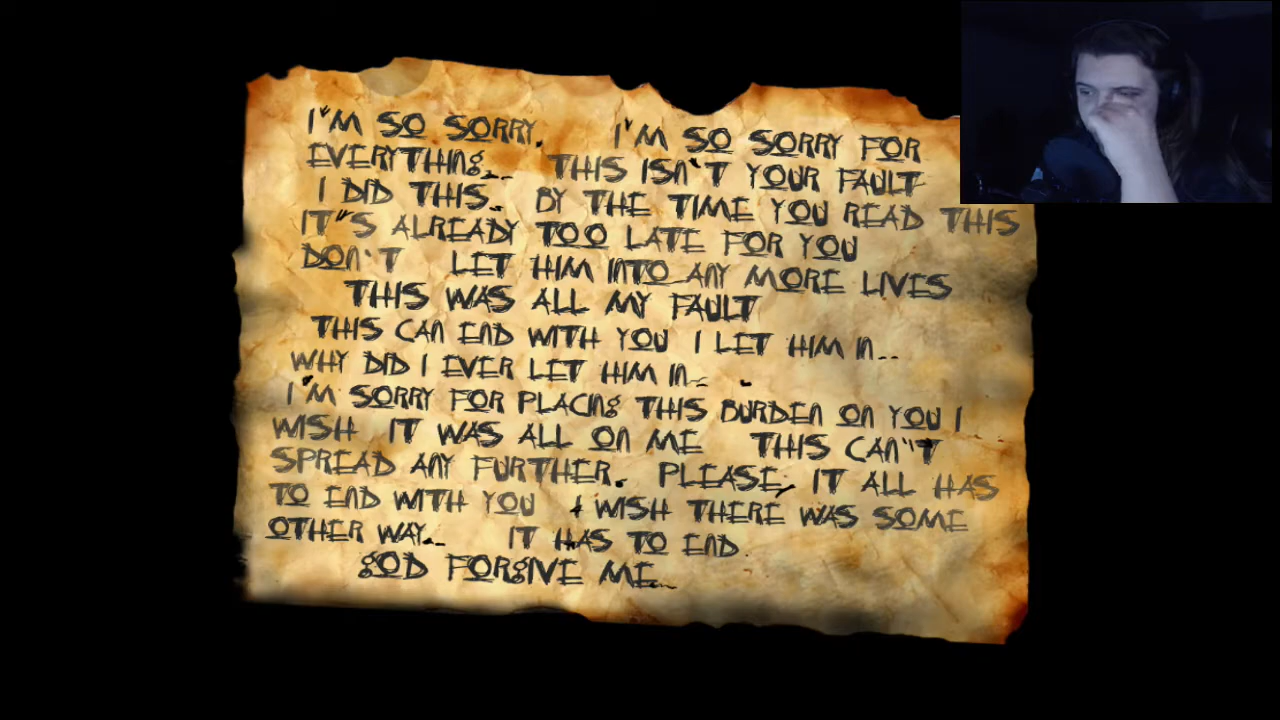 I'M SO SORRY. I'M SO SORRY FOR
EVERYTHING... THIS ISN'T YOUR FAULT
I DID THIS. BY THE TIME YOU READ THIS
IT"S ALREADY TOO LATE FOR YOU
DON'T LET HIM INTO ANY MORE LIVES
THIS WAS ALL MY FAULT
THIS CAN END WITH YOU I LET HIM IN...
WHY DID I EVER LET HIM IN...
I'M SORRY FOR PLACING THIS BURDEN ON YOU I
WISH IT WAS ALL ON ME THIS CAN"T
SPREAD ANY FURTHER. PLEASE, IT ALL HAS
TO END WITH YOU I WISH THERE WAS SOME
OTHER WAY... IT HAS TO END.
GOD FORGIVE ME...